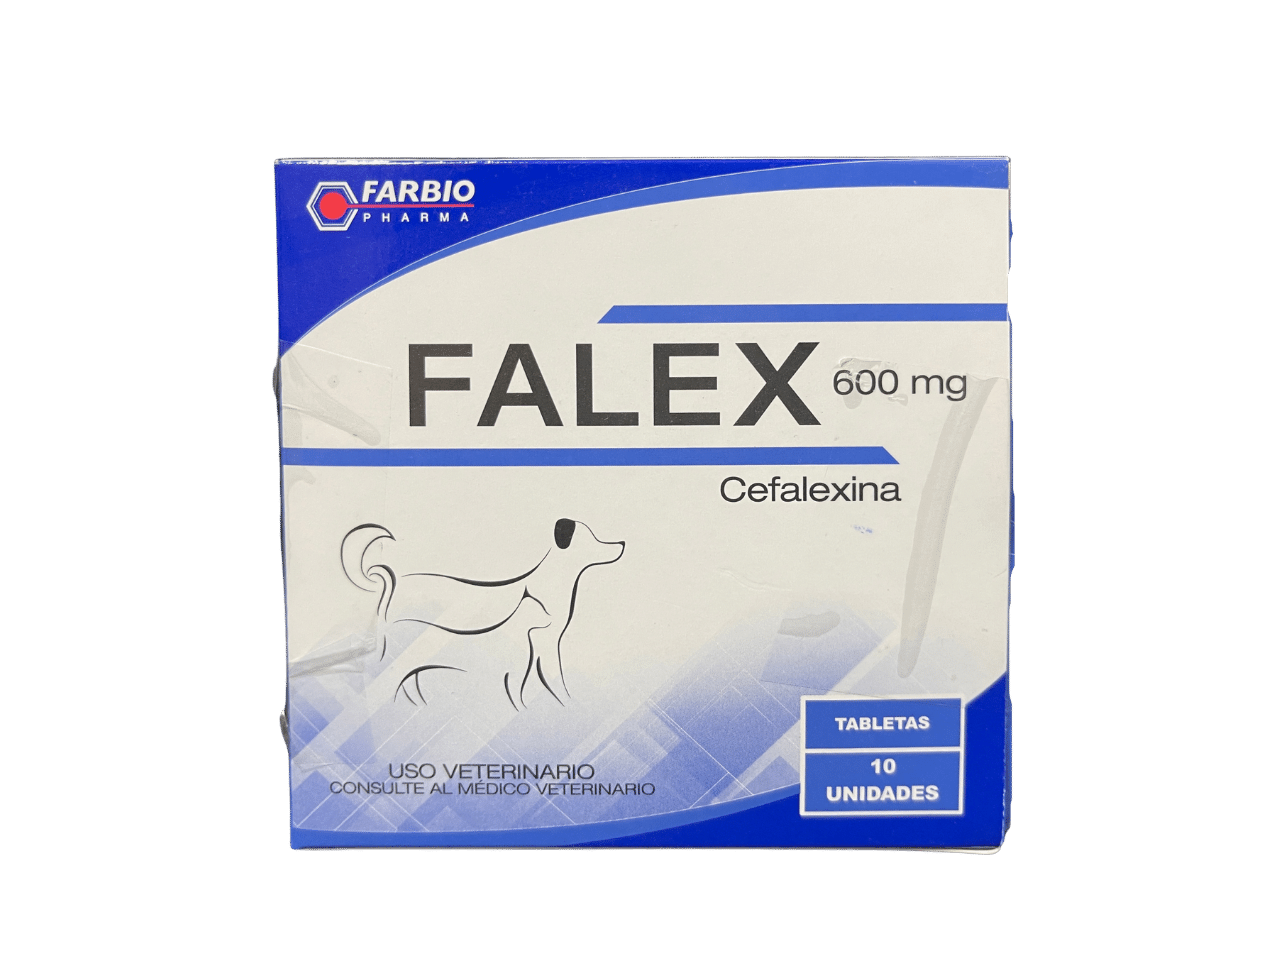 FARBIO
PHARMA
FALEX 600 mg
Cefalexina
USO VETERINARIO
CONSULTE AL MÉDICO VETERINARIO
TABLETAS
10
UNIDADES